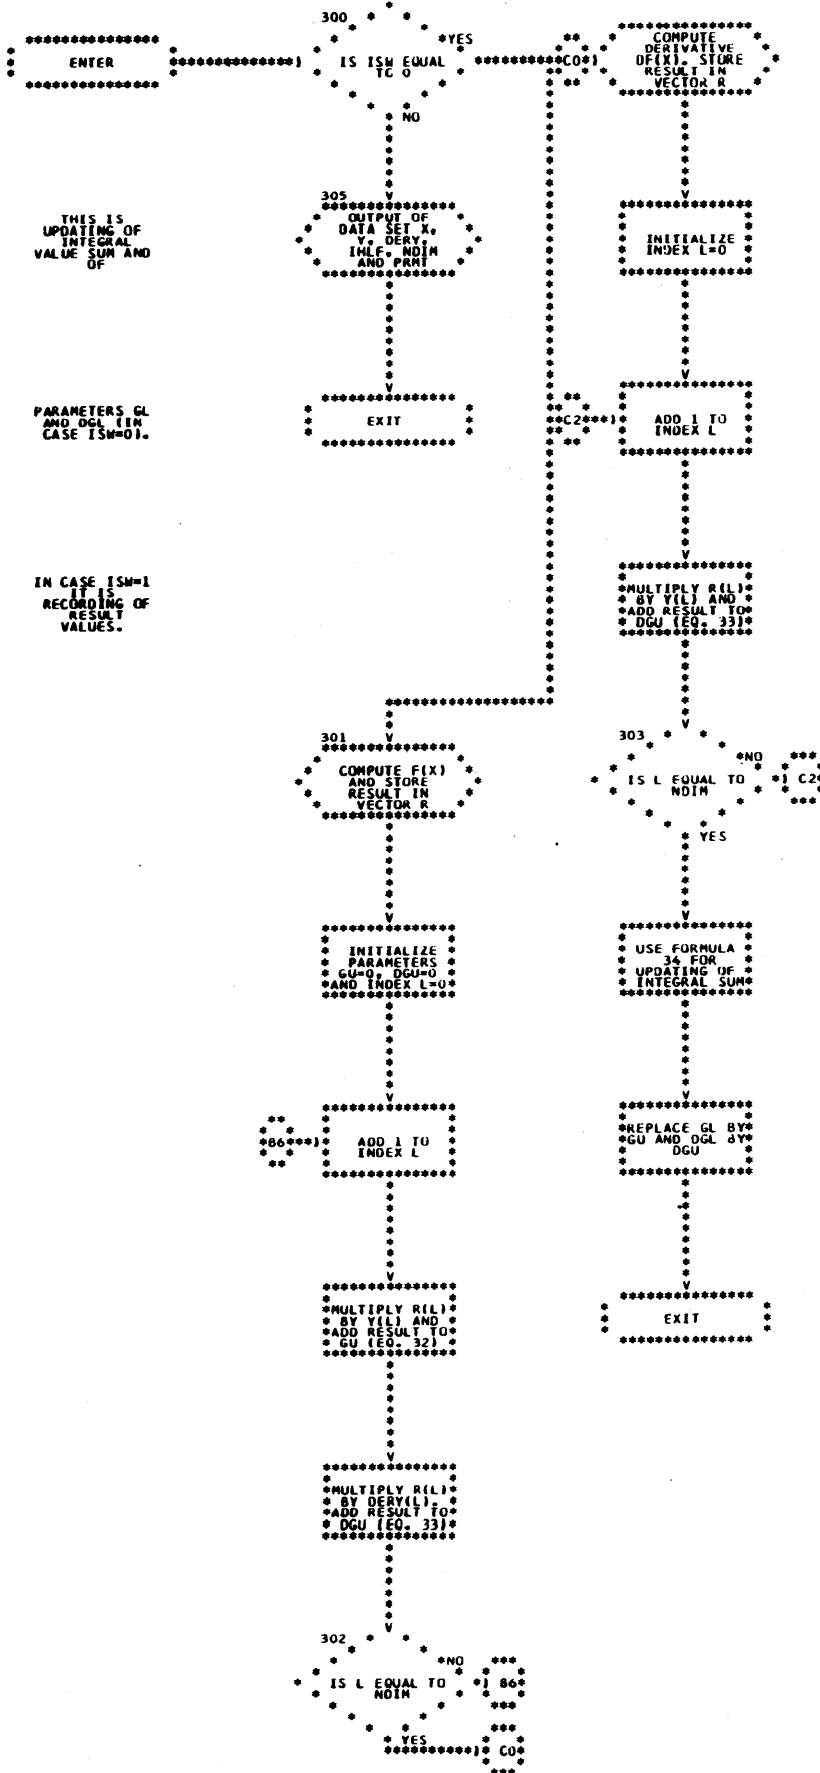 ENTER
300
IS ISW EQUAL
TO 0
YES
NO
C0
COMPUTE
DERIVATIVE
DF(X). STORE
RESULT IN
VECTOR R
THIS IS
UPDATING OF
INTEGRAL
VALUE SUM AND
OF
305
OUTPUT OF
DATA SET X,
Y, DERY,
IHLF, NDIM
AND PRMT
INITIALIZE
INDEX L=0
PARAMETERS GL
AND DGL (IN
CASE ISW=0).
EXIT
C2
ADD 1 TO
INDEX L
IN CASE ISW=1
IT IS
RECORDING OF
RESULT
VALUES.
MULTIPLY R(L)
BY Y(L) AND
ADD RESULT TO
DGU (EQ. 33)
301
COMPUTE F(X)
AND STORE
RESULT IN
VECTOR R
303
IS L EQUAL TO
NDIM
NO
C2
YES
INITIALIZE
PARAMETERS
GU=0, DGU=0
AND INDEX L=0
USE FORMULA
34 FOR
UPDATING OF
INTEGRAL SUM
B6
ADD 1 TO
INDEX L
REPLACE GL BY
GU AND DGL BY
DGU
MULTIPLY R(L)
BY Y(L) AND
ADD RESULT TO
GU (EQ. 32)
EXIT
MULTIPLY R(L)
BY DERY(L).
ADD RESULT TO
DGU (EQ. 33)
302
IS L EQUAL TO
NDIM
NO
B6
YES
C0